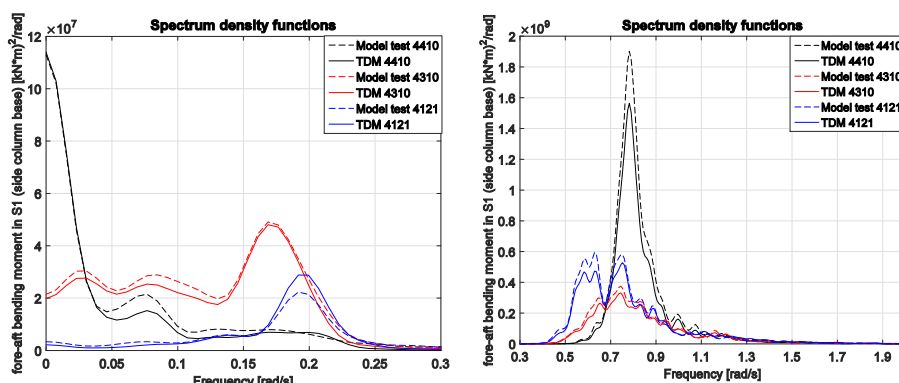 Spectrum density functions
×10^7
fore-aft bending moment in S1 (side column base) [kN*m)^2/rad]
12
10
8
6
4
2
0
Model test 4410
TDM 4410
Model test 4310
TDM 4310
Model test 4121
TDM 4121
0 0.05 0.1 0.15 0.2 0.25 0.3
Frequency [rad/s]
Spectrum density functions
×10^9
fore-aft bending moment in S1 (side column base) [kN*m)^2/rad]
2
1.8
1.6
1.4
1.2
1
0.8
0.6
0.4
0.2
0
Model test 4410
TDM 4410
Model test 4310
TDM 4310
Model test 4121
TDM 4121
0.3 0.5 0.7 0.9 1.1 1.3 1.5 1.7 1.9
Frequency [rad/s]